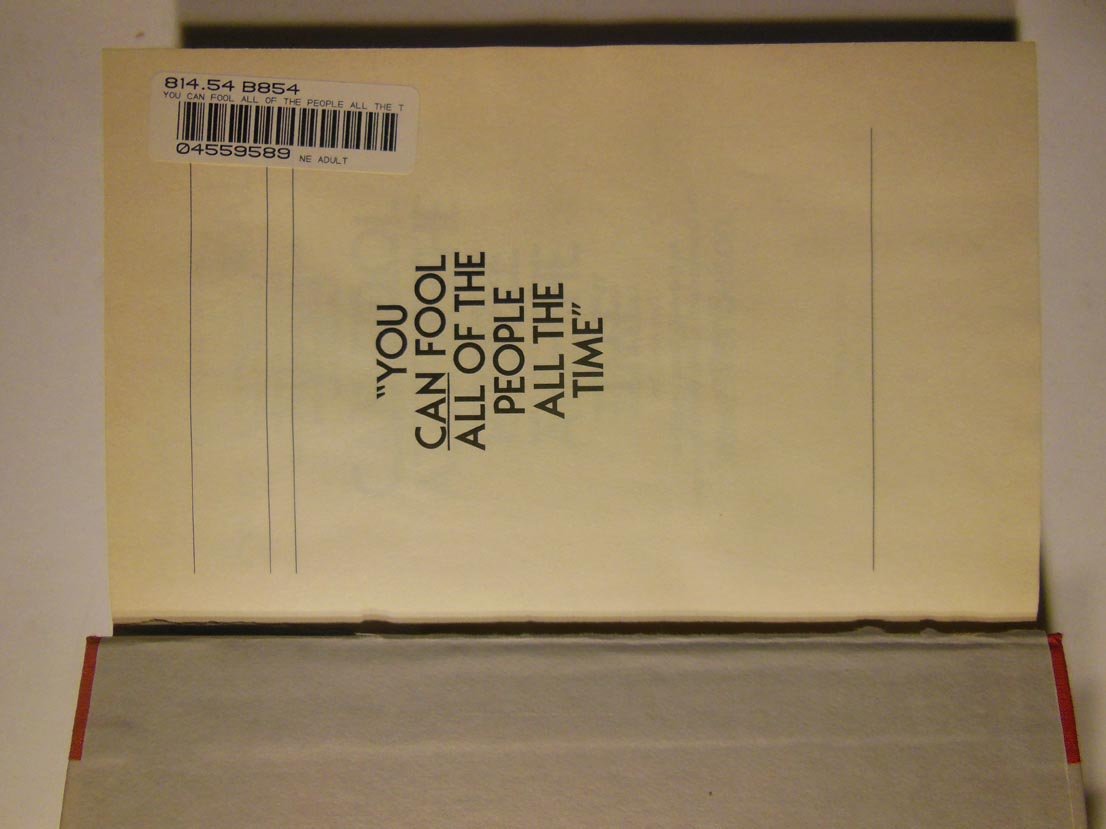 814.54 B854
YOU CAN FOOL ALL OF THE PEOPLE ALL THE T
04559589 NE ADULT
"YOU
CAN FOOL
ALL OF THE
PEOPLE
ALL THE
TIME"